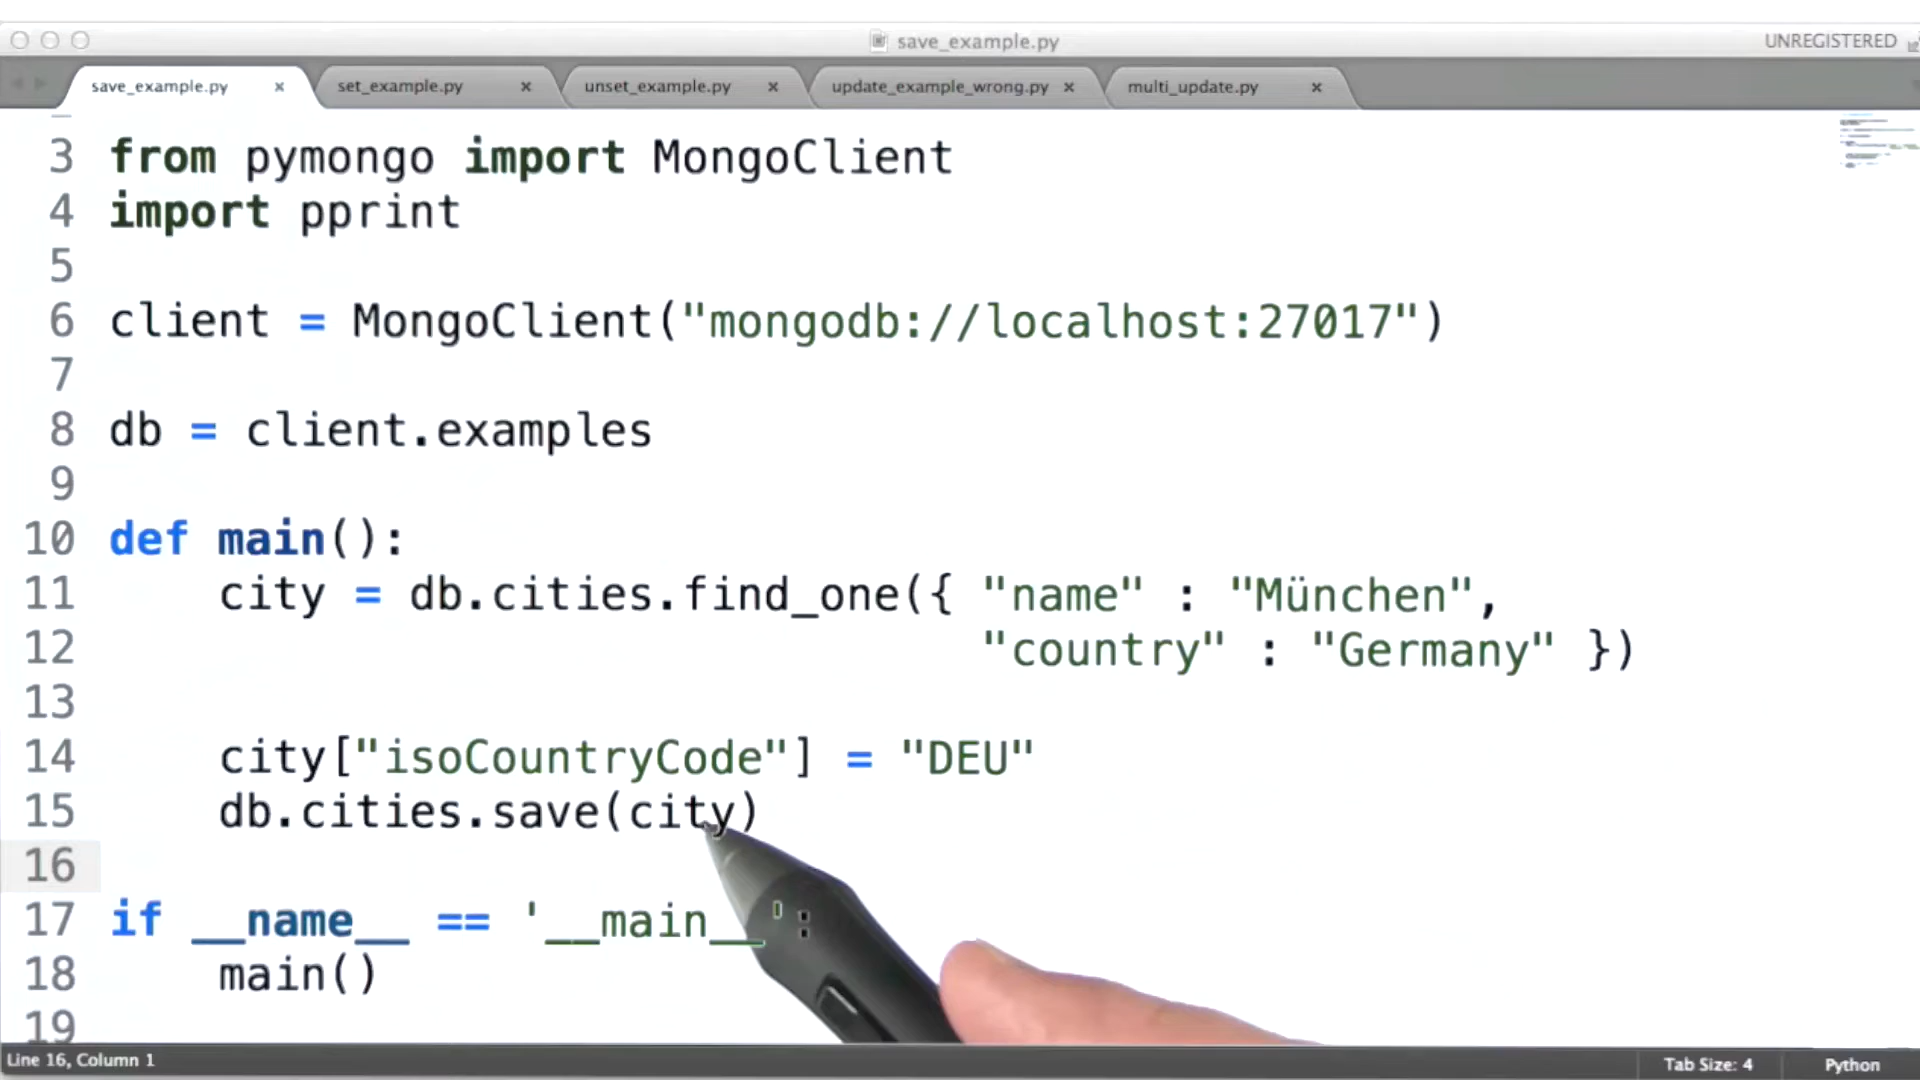 save_example.py
UNREGISTERED
save_example.py × set_example.py × unset_example.py × update_example_wrong.py × multi_update.py ×
3 from pymongo import MongoClient
4 import pprint
5
6 client = MongoClient("mongodb://localhost:27017")
7
8 db = client.examples
9
10 def main():
11     city = db.cities.find_one({ "name" : "München",
12                                 "country" : "Germany" })
13
14     city["isoCountryCode"] = "DEU"
15     db.cities.save(city)
16
17 if __name__ == '__main__':
18     main()
19
Line 16, Column 1
Tab Size: 4
Python